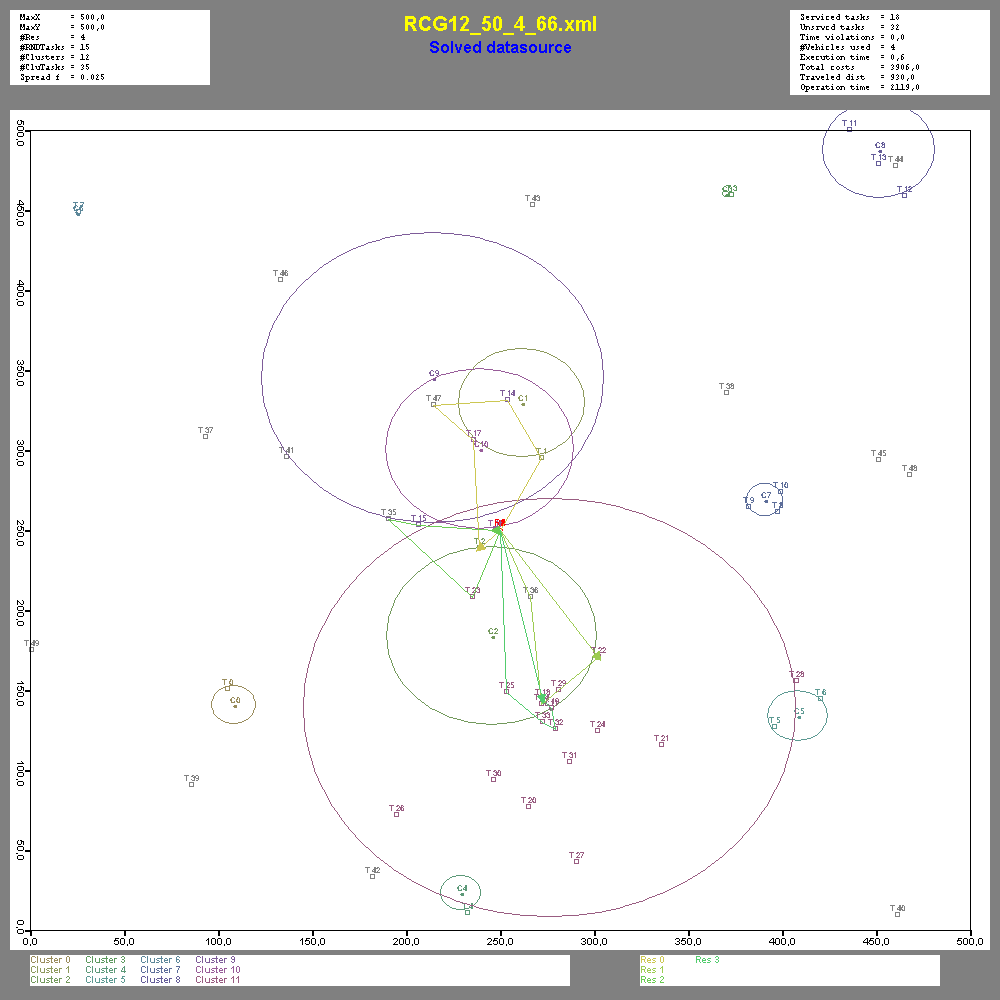 MaxX = 500,0
MaxY = 500,0
#Res = 4
#RNDTasks = 15
#Clusters = 12
#CluTasks = 35
Spread f = 0.025
RCG12_50_4_66.xml
Solved datasource
Serviced tasks = 18
Unsrvcd tasks = 32
Time violations = 0,0
#Vehicles used = 4
Execution time = 0,6
Total costs = 3906,0
Traveled dist = 930,0
Operation time = 2119,0
500,0
T 11
C8
T 13
T 44
T 12
T 43
450,0
T 7
T 46
400,0
350,0
C9
T 47
T 14
C1
T 38
T 37
T 17
C10
T 1
T 41
300,0
T 45
T 48
T 10
C7
T 9
T 8
T 35
T 15
250,0
T 2
T 23
T 36
200,0
C2
T 49
T 22
T 28
T 0
T 25
T 29
T 6
150,0
C0
T 33
T 32
C5
T 5
T 24
T 21
T 31
100,0
T 39
T 30
T 20
T 26
50,0
T 27
T 42
C4
T 40
0,0
0,0 50,0 100,0 150,0 200,0 250,0 300,0 350,0 400,0 450,0 500,0
Cluster 0 Cluster 3 Cluster 6 Cluster 9 Res 0 Res 3
Cluster 1 Cluster 4 Cluster 7 Cluster 10 Res 1
Cluster 2 Cluster 5 Cluster 8 Cluster 11 Res 2